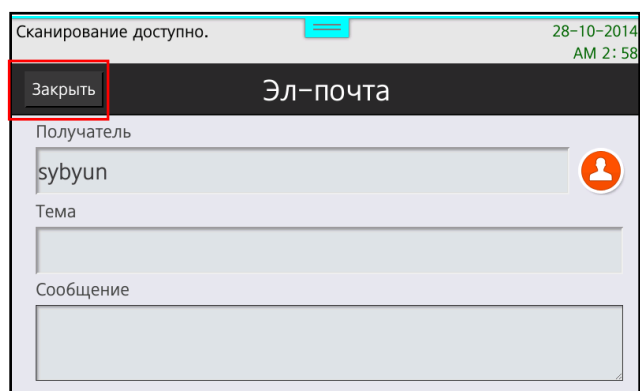 Сканирование доступно.
28-10-2014
AM 2:58
Закрыть
Эл-почта
Получатель
sybyun
Тема
Сообщение